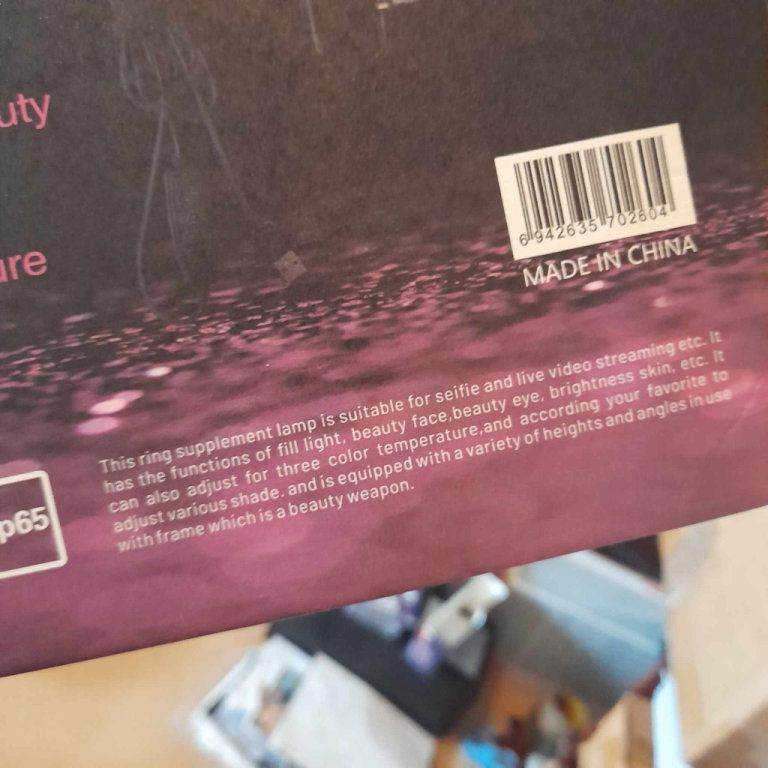 uty
ure
6 942635 702604
MADE IN CHINA
This ring supplement lamp is suitable for seifie and live video streaming etc. It
has the functions of fill light, beauty face,beauty eye, brightness skin, etc. It
can also adjust for three color temperature,and according your favorite to
adjust various shade. and is equipped with a variety of heights and angles in use
with frame which is a beauty weapon.
p65